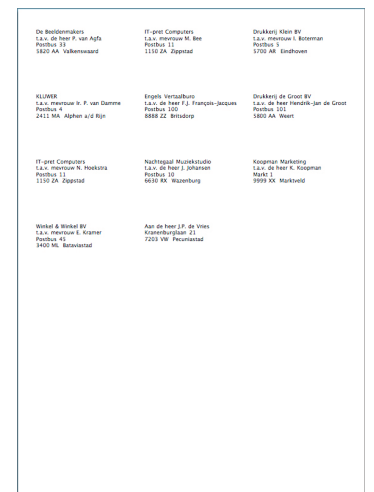 De Beeldenmakers
t.a.v. de heer P. van Agfa
Postbus 33
5820 AA Valkenswaard
IT-pret Computers
t.a.v. mevrouw M. Bee
Postbus 11
1150 ZA Zippstad
Drukkerij Klein BV
t.a.v. mevrouw I. Boterman
Postbus 5
5700 AR Eindhoven
KLUWER
t.a.v. mevrouw Ir. P. van Damme
Postbus 4
2411 MA Alphen a/d Rijn
Engels Vertaalburo
t.a.v. de heer F.J. François-Jacques
Postbus 100
8888 ZZ Britsdorp
Drukkerij de Groot BV
t.a.v. de heer Hendrik-Jan de Groot
Postbus 101
5800 AA Weert
IT-pret Computers
t.a.v. mevrouw N. Hoekstra
Postbus 11
1150 ZA Zippstad
Nachtegaal Muziekstudio
t.a.v. de heer J. Johanson
Postbus 10
6630 RX Wazenburg
Koopman Marketing
t.a.v. de heer K. Koopman
Markt 1
9999 XX Marktveld
Winkel & Winkel BV
t.a.v. mevrouw E. Kramer
Postbus 45
3400 ML Bataviastad
Aan de heer J.P. de Vries
Kranenburglaan 21
7203 VW Pecuniastad